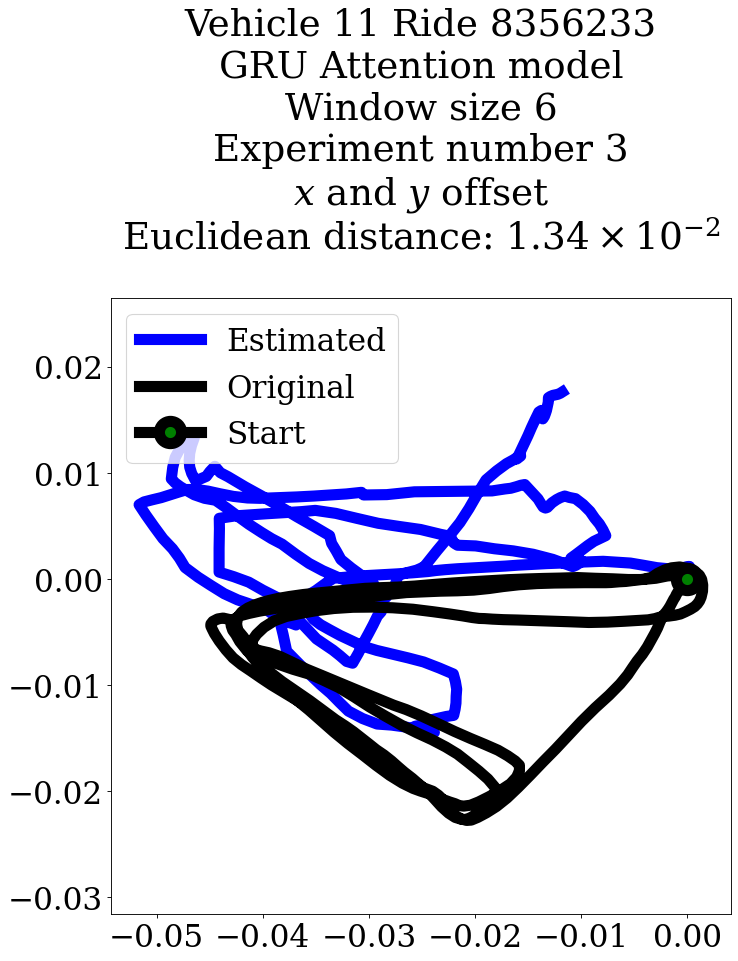 Vehicle 11 Ride 8356233
GRU Attention model
Window size 6
Experiment number 3
x and y offset
Euclidean distance: 1.34 × 10⁻²
Estimated
Original
Start
0.02
0.01
0.00
−0.01
−0.02
−0.03
−0.05 −0.04 −0.03 −0.02 −0.01 0.00